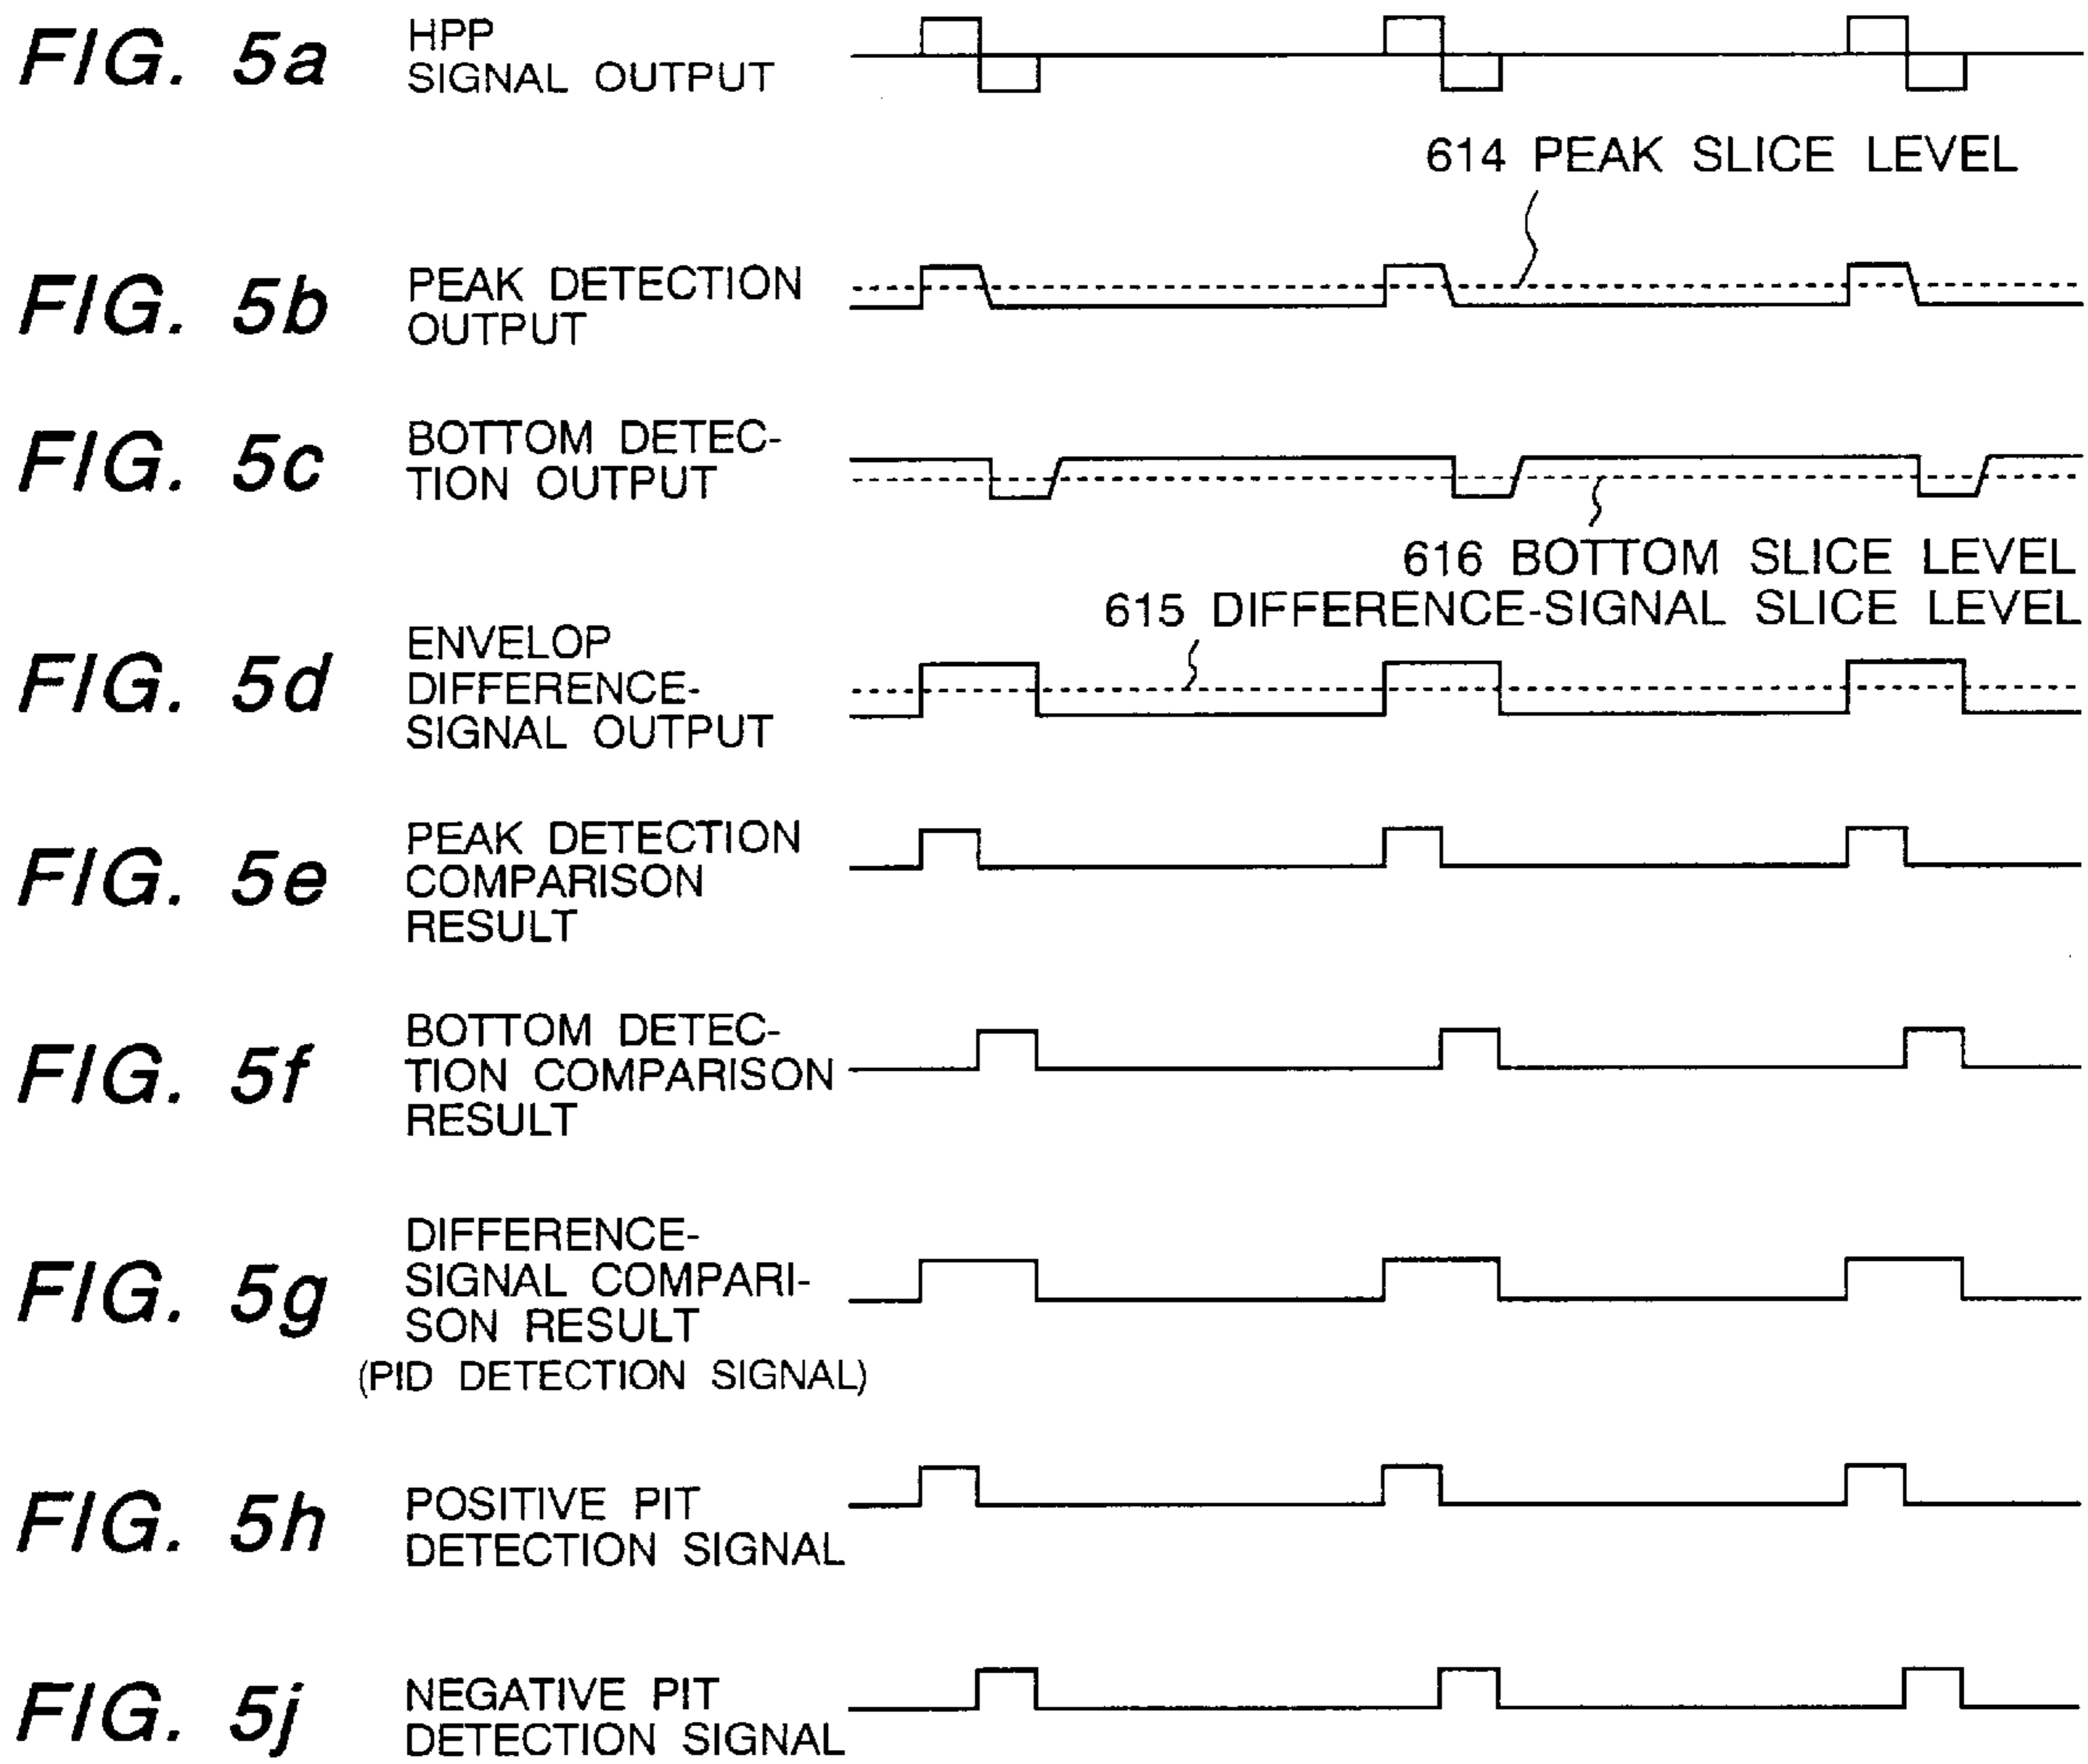 FIG. 5a
HPP
SIGNAL OUTPUT
614 PEAK SLICE LEVEL
FIG. 5b
PEAK DETECTION
OUTPUT
FIG. 5c
BOTTOM DETEC-
TION OUTPUT
616 BOTTOM SLICE LEVEL
615 DIFFERENCE-SIGNAL SLICE LEVEL
FIG. 5d
ENVELOP
DIFFERENCE-
SIGNAL OUTPUT
FIG. 5e
PEAK DETECTION
COMPARISON
RESULT
FIG. 5f
BOTTOM DETEC-
TION COMPARISON
RESULT
FIG. 5g
DIFFERENCE-
SIGNAL COMPARI-
SON RESULT
(PID DETECTION SIGNAL)
FIG. 5h
POSITIVE PIT
DETECTION SIGNAL
FIG. 5j
NEGATIVE PIT
DETECTION SIGNAL